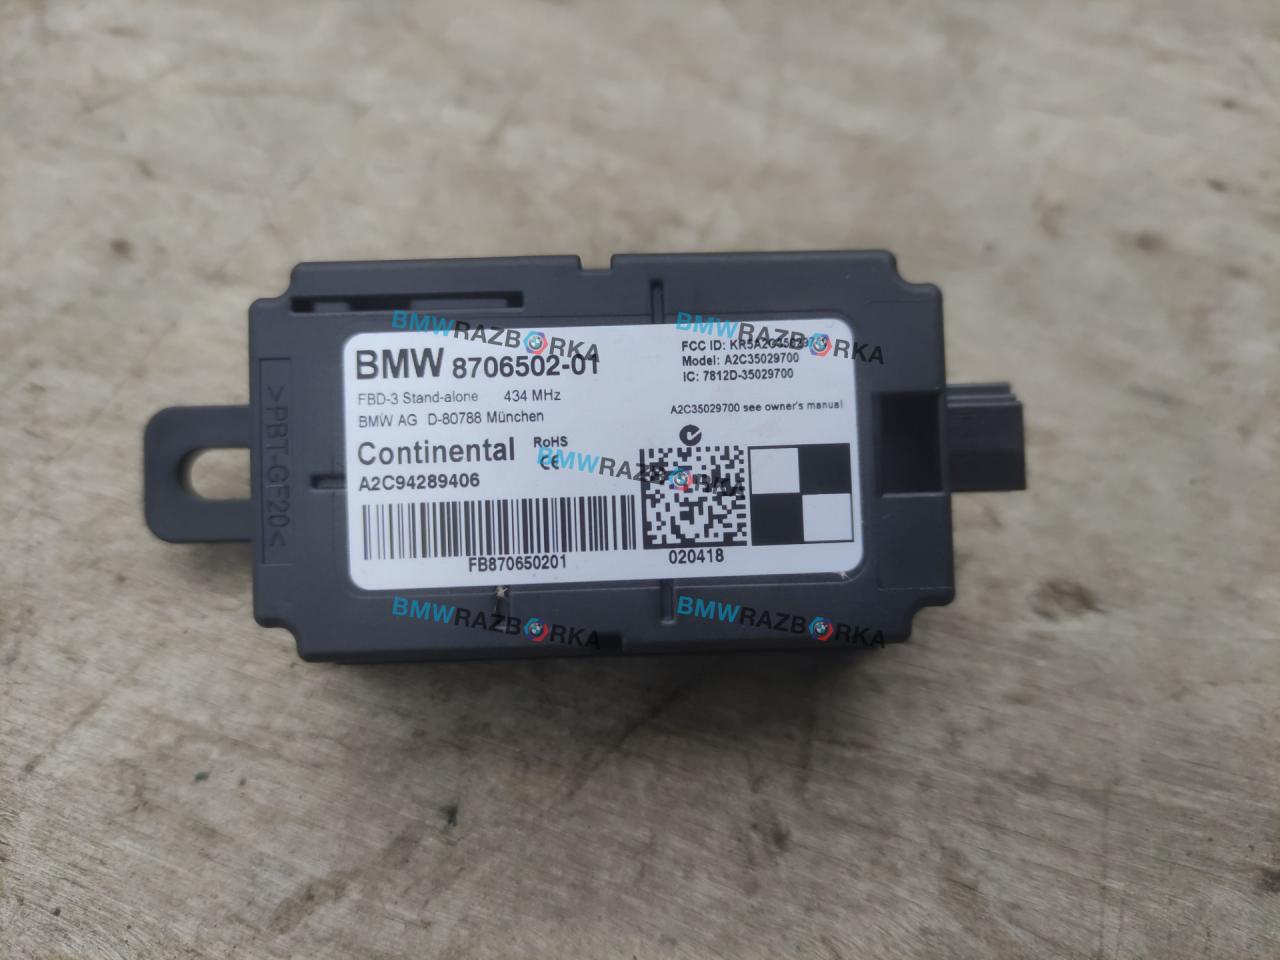 BMWRAZBORKA
BMWRAZBORKA
BMW 8706502-01
FBD-3 Stand-alone 434 MHz
BMW AG D-80788 München
Continental RoHS
CE
A2C94289406
FB870650201
FCC ID: KR5A2C35029700
Model: A2C35029700
IC: 7812D-35029700
A2C35029700 see owner's manual
BMWRAZBORKA
020418
>PBT-GF20<
BMWRAZBORKA
BMWRAZBORKA